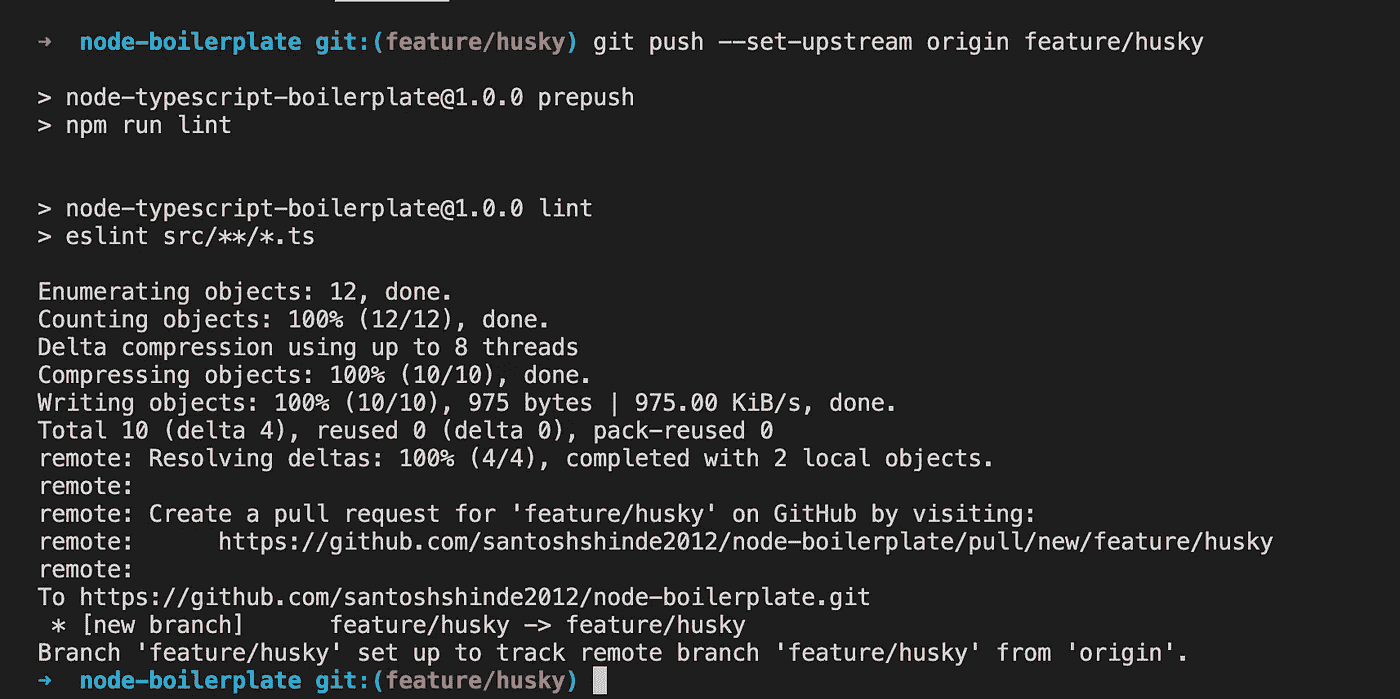 ➜  node-boilerplate git:(feature/husky) git push --set-upstream origin feature/husky
> node-typescript-boilerplate@1.0.0 prepush
> npm run lint
> node-typescript-boilerplate@1.0.0 lint
> eslint src/**/*.ts
Enumerating objects: 12, done.
Counting objects: 100% (12/12), done.
Delta compression using up to 8 threads
Compressing objects: 100% (10/10), done.
Writing objects: 100% (10/10), 975 bytes | 975.00 KiB/s, done.
Total 10 (delta 4), reused 0 (delta 0), pack-reused 0
remote: Resolving deltas: 100% (4/4), completed with 2 local objects.
remote:
remote: Create a pull request for 'feature/husky' on GitHub by visiting:
remote:      https://github.com/santoshshinde2012/node-boilerplate/pull/new/feature/husky
remote:
To https://github.com/santoshshinde2012/node-boilerplate.git
 * [new branch]      feature/husky -> feature/husky
Branch 'feature/husky' set up to track remote branch 'feature/husky' from 'origin'.
➜  node-boilerplate git:(feature/husky)